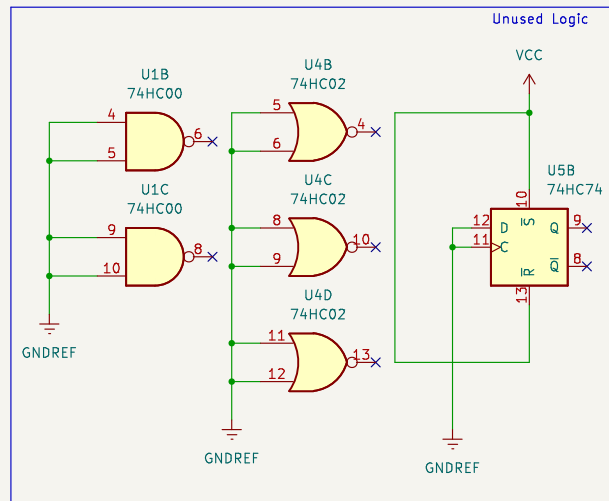 Unused Logic
U1B
74HC00
4
5
6
U1C
74HC00
9
10
8
GNDREF
U4B
74HC02
5
6
4
U4C
74HC02
8
9
10
U4D
74HC02
11
12
13
GNDREF
VCC
U5B
74HC74
10
S
12
D
Q
9
11
C
Q
8
R
13
GNDREF